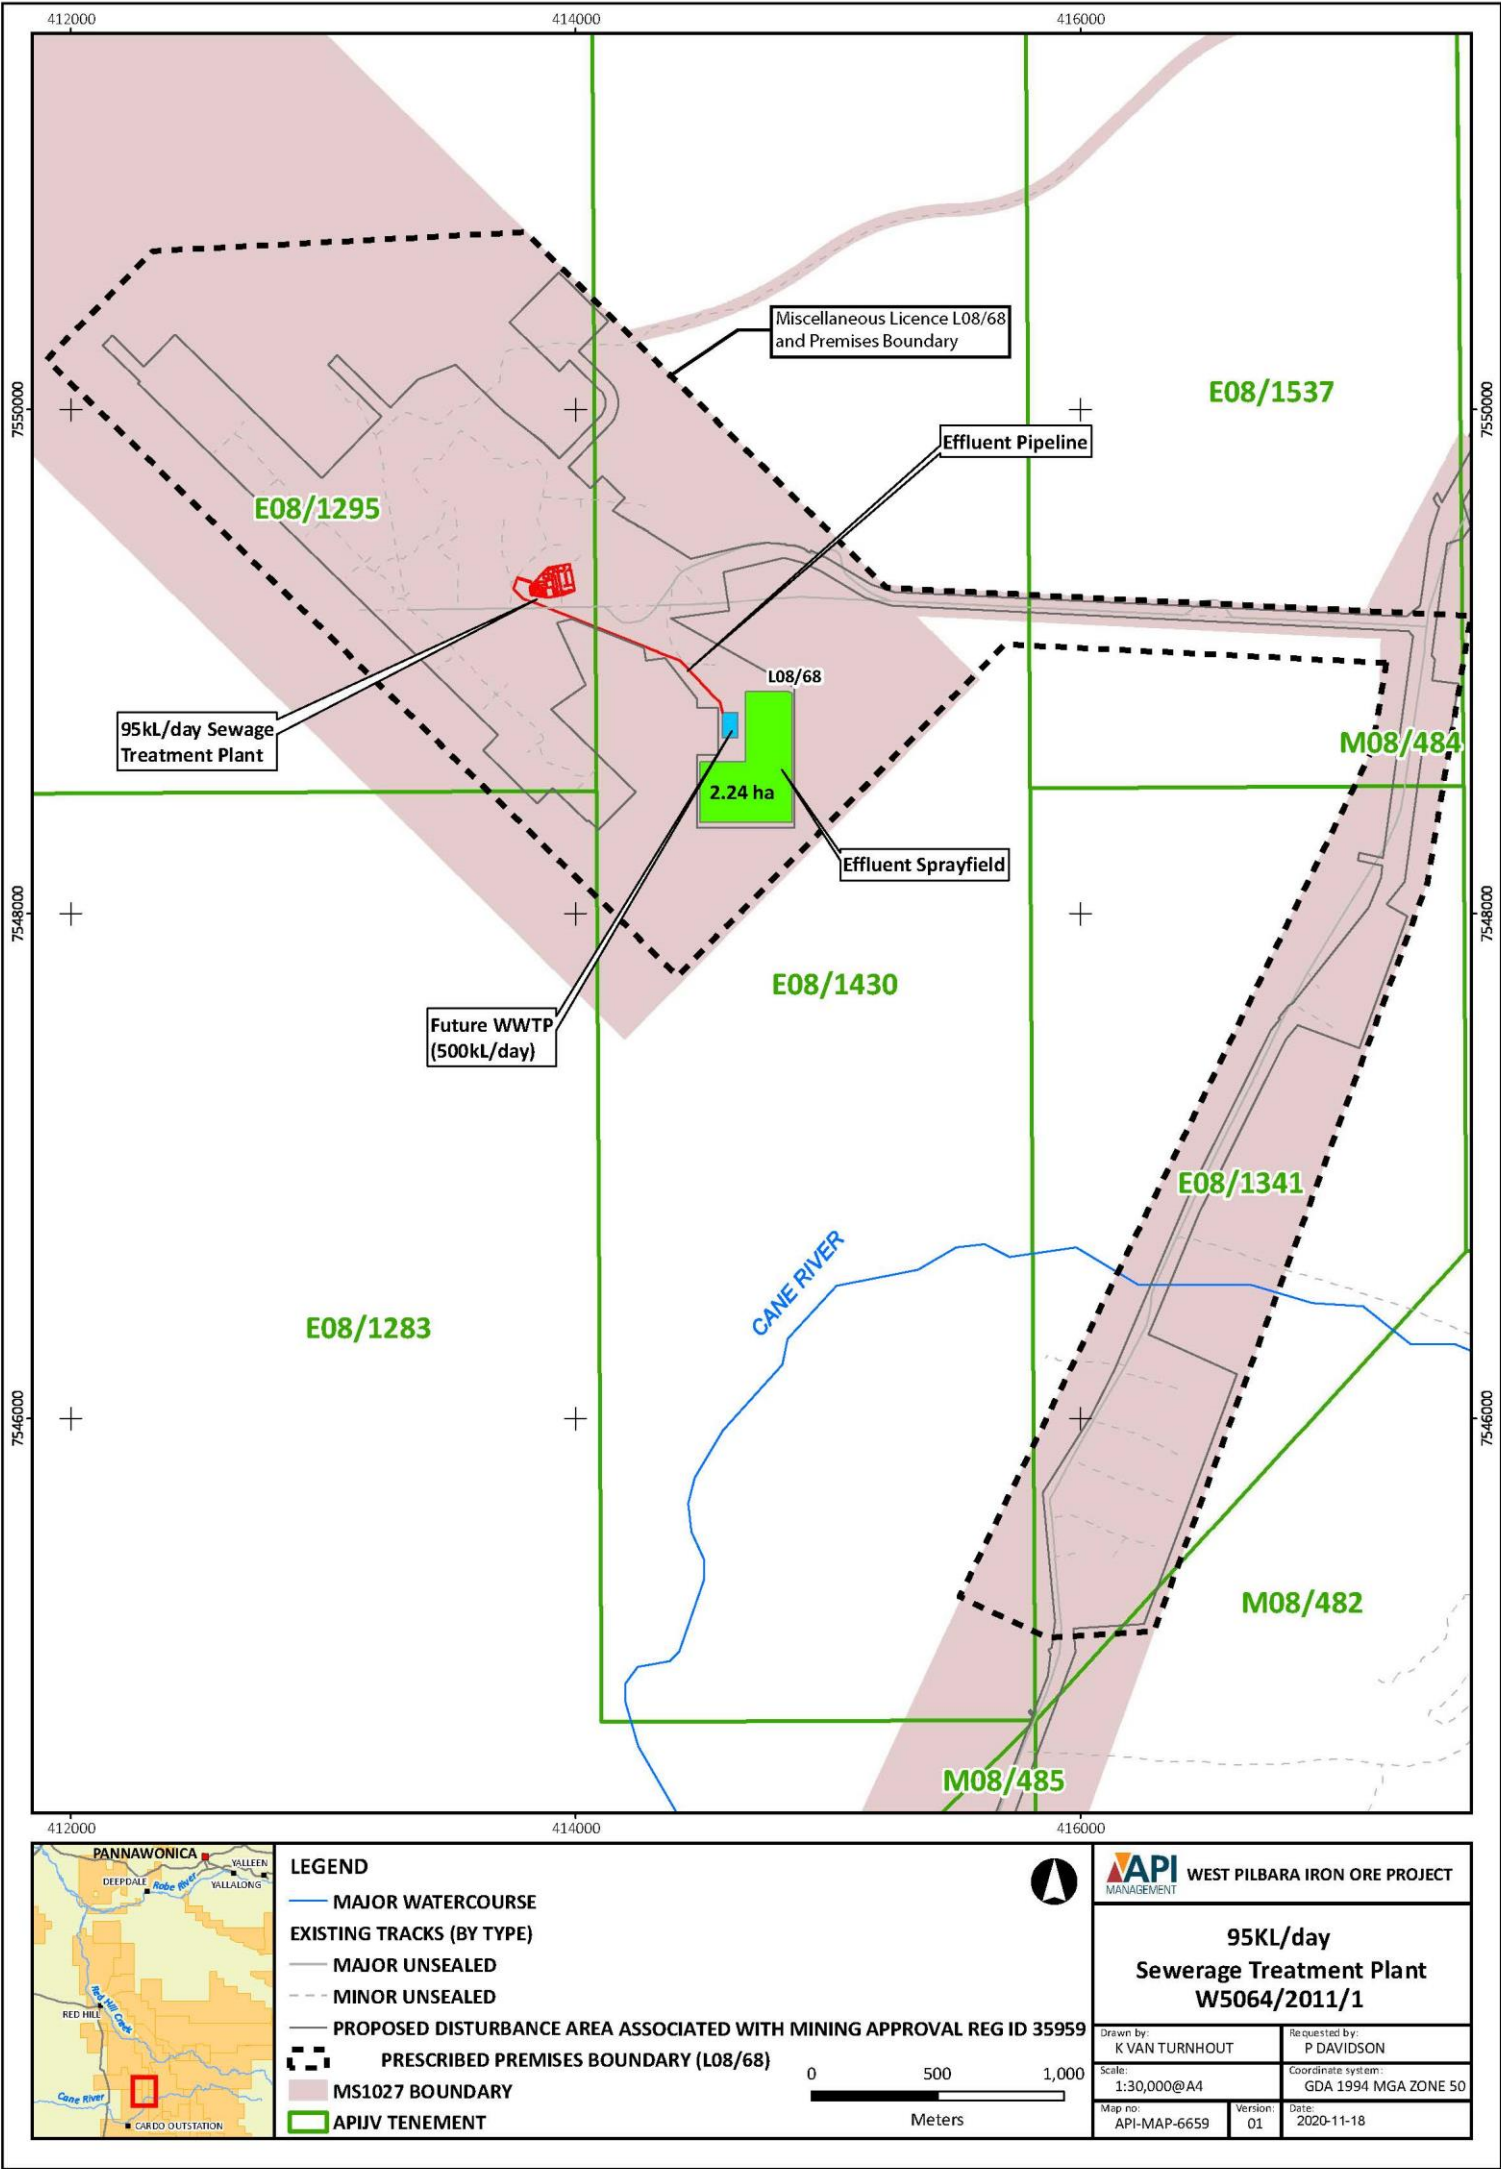 412000
414000
416000
Miscellaneous Licence L08/68
and Premises Boundary
7550000
7550000
E08/1537
Effluent Pipeline
E08/1295
L08/68
95kL/day Sewage
Treatment Plant
M08/484
2.24 ha
Effluent Sprayfield
7548000
7548000
E08/1430
Future WWTP
(500kL/day)
E08/1341
CANE RIVER
E08/1283
7546000
7546000
M08/482
M08/485
412000
414000
416000
PANNAWONICA
YALLEEN
DEEPDALE
Robe River
YALLALONG
Red Hill Creek
RED HILL
Cane River
CARDO OUTSTATION
LEGEND
MAJOR WATERCOURSE
EXISTING TRACKS (BY TYPE)
MAJOR UNSEALED
MINOR UNSEALED
PROPOSED DISTURBANCE AREA ASSOCIATED WITH MINING APPROVAL REG ID 35959
PRESCRIBED PREMISES BOUNDARY (L08/68)
MS1027 BOUNDARY
APIJV TENEMENT
0 500 1,000
Meters
API
MANAGEMENT
WEST PILBARA IRON ORE PROJECT
95KL/day
Sewerage Treatment Plant
W5064/2011/1
Drawn by:
K VAN TURNHOUT
Requested by:
P DAVIDSON
Scale:
1:30,000@A4
Coordinate system:
GDA 1994 MGA ZONE 50
Map no:
API-MAP-6659
Version:
01
Date:
2020-11-18